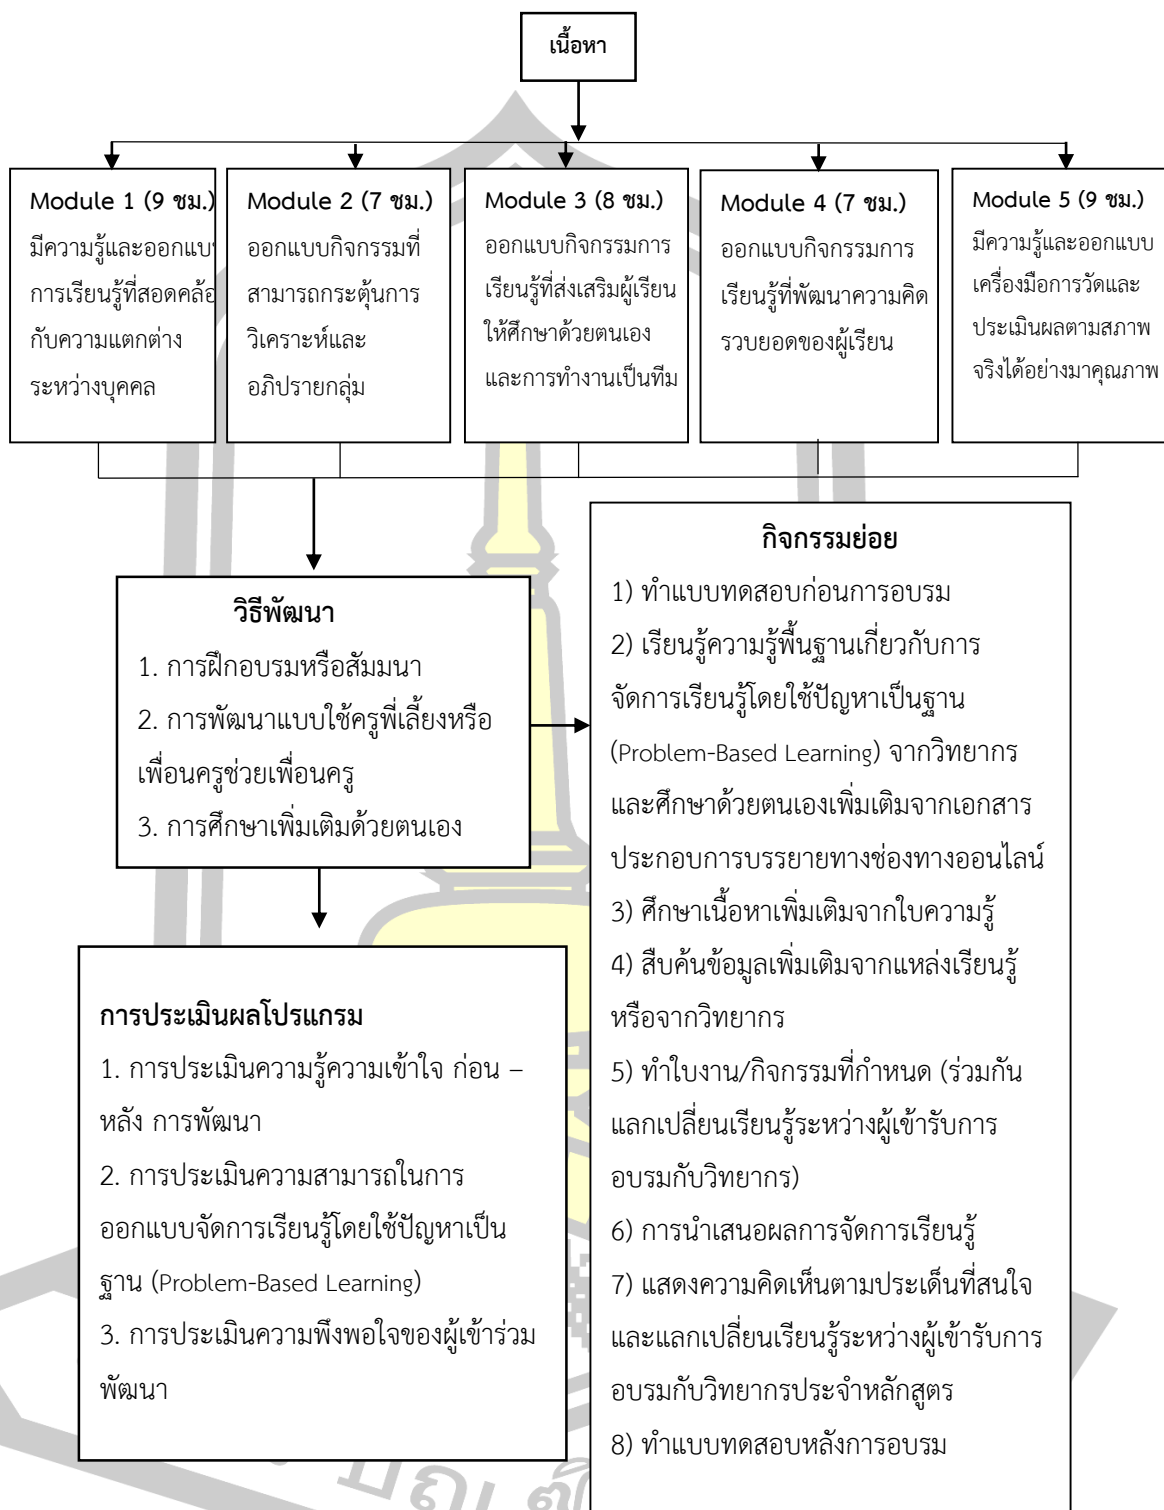 เนื้อหา
Module 1 (9 ชม.)
มีความรู้และออกแบบ
การเรียนรู้ที่สอดคล้อ
กับความแตกต่าง
ระหว่างบุคคล
Module 2 (7 ชม.)
ออกแบบกิจกรรมที่
สามารถกระตุ้นการ
วิเคราะห์และ
อภิปรายกลุ่ม
Module 3 (8 ชม.)
ออกแบบกิจกรรมการ
เรียนรู้ที่ส่งเสริมผู้เรียน
ให้ศึกษาด้วยตนเอง
และการทำงานเป็นทีม
Module 4 (7 ชม.)
ออกแบบกิจกรรมการ
เรียนรู้ที่พัฒนาความคิด
รวบยอดของผู้เรียน
Module 5 (9 ชม.)
มีความรู้และออกแบบ
เครื่องมือการวัดและ
ประเมินผลตามสภาพ
จริงได้อย่างมาคุณภาพ
วิธีพัฒนา
1. การฝึกอบรมหรือสัมมนา
2. การพัฒนาแบบใช้ครูพี่เลี้ยงหรือ
เพื่อนครูช่วยเพื่อนครู
3. การศึกษาเพิ่มเติมด้วยตนเอง
กิจกรรมย่อย
1) ทำแบบทดสอบก่อนการอบรม
2) เรียนรู้ความรู้พื้นฐานเกี่ยวกับการ
จัดการเรียนรู้โดยใช้ปัญหาเป็นฐาน
(Problem-Based Learning) จากวิทยากร
และศึกษาด้วยตนเองเพิ่มเติมจากเอกสาร
ประกอบการบรรยายทางช่องทางออนไลน์
3) ศึกษาเนื้อหาเพิ่มเติมจากใบความรู้
4) สืบค้นข้อมูลเพิ่มเติมจากแหล่งเรียนรู้
หรือจากวิทยากร
5) ทำใบงาน/กิจกรรมที่กำหนด (ร่วมกัน
แลกเปลี่ยนเรียนรู้ระหว่างผู้เข้ารับการ
อบรมกับวิทยากร)
6) การนำเสนอผลการจัดการเรียนรู้
7) แสดงความคิดเห็นตามประเด็นที่สนใจ
และแลกเปลี่ยนเรียนรู้ระหว่างผู้เข้ารับการ
อบรมกับวิทยากรประจำหลักสูตร
8) ทำแบบทดสอบหลังการอบรม
การประเมินผลโปรแกรม
1. การประเมินความรู้ความเข้าใจ ก่อน –
หลัง การพัฒนา
2. การประเมินความสามารถในการ
ออกแบบจัดการเรียนรู้โดยใช้ปัญหาเป็น
ฐาน (Problem-Based Learning)
3. การประเมินความพึงพอใจของผู้เข้าร่วม
พัฒนา